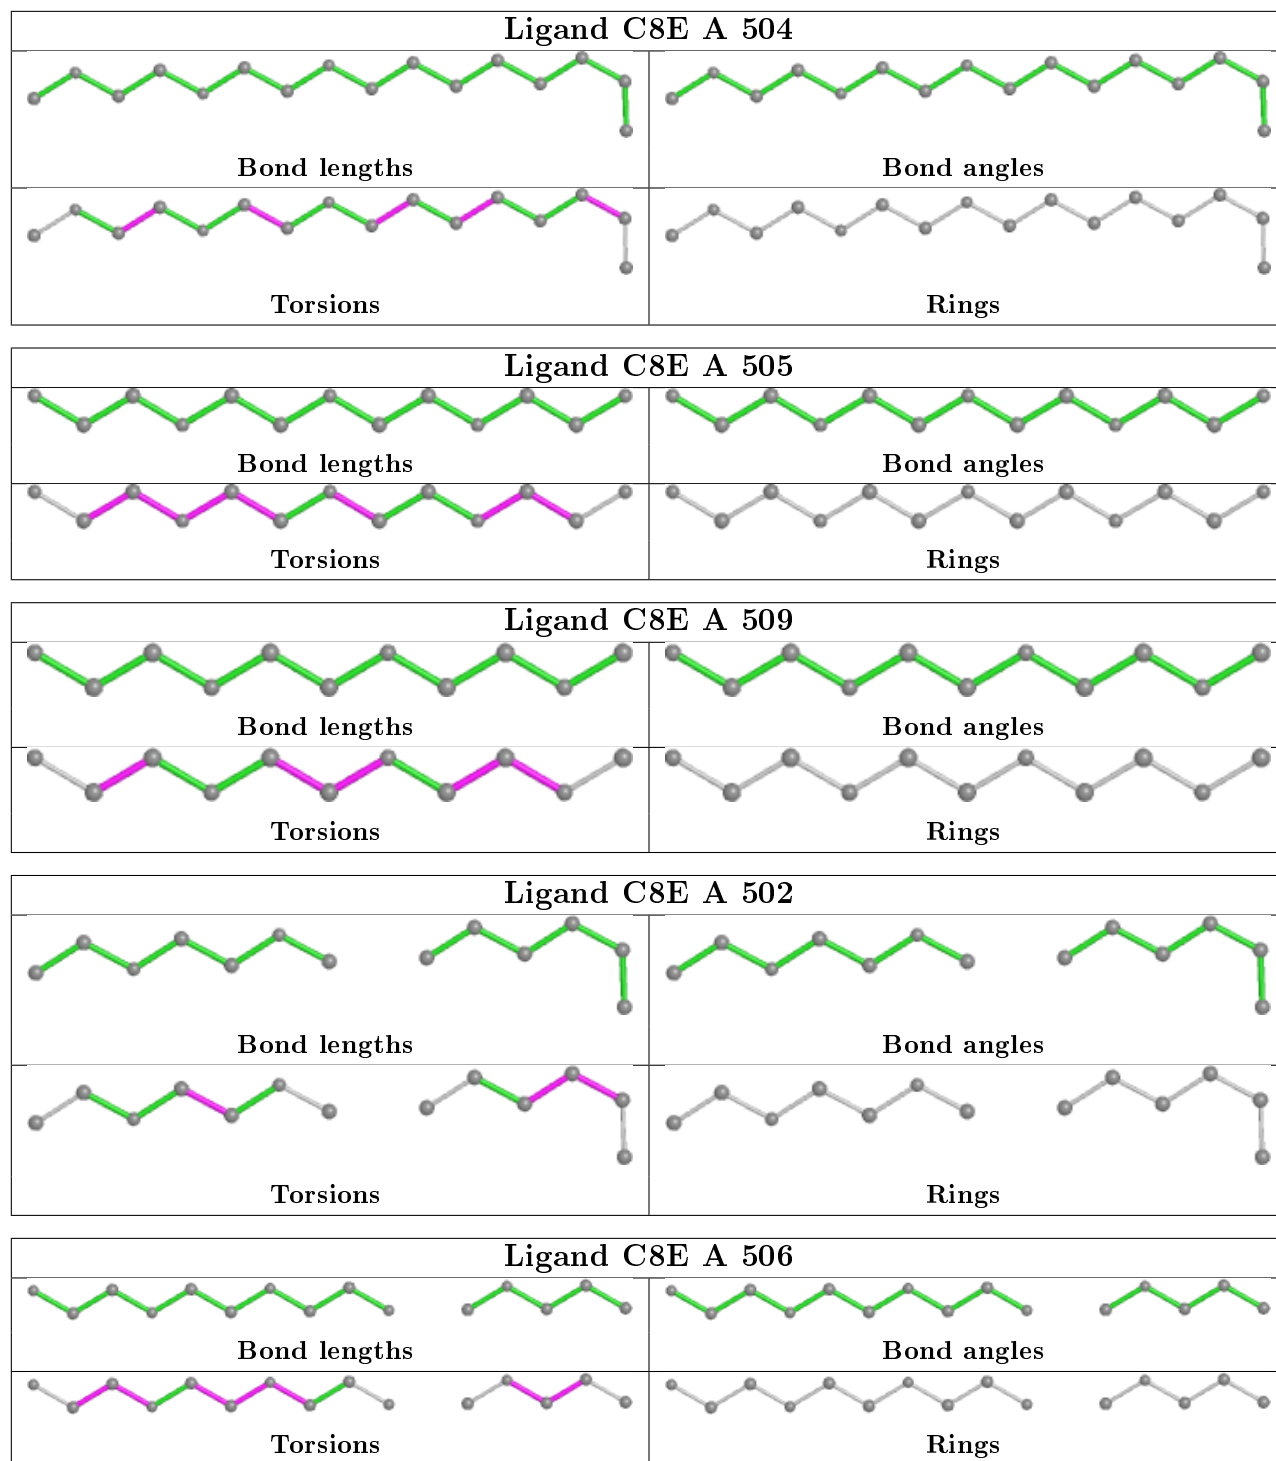 Ligand C8E A 504
Bond lengths
Bond angles
Torsions
Rings
Ligand C8E A 505
Bond lengths
Bond angles
Torsions
Rings
Ligand C8E A 509
Bond lengths
Bond angles
Torsions
Rings
Ligand C8E A 502
Bond lengths
Bond angles
Torsions
Rings
Ligand C8E A 506
Bond lengths
Bond angles
Torsions
Rings